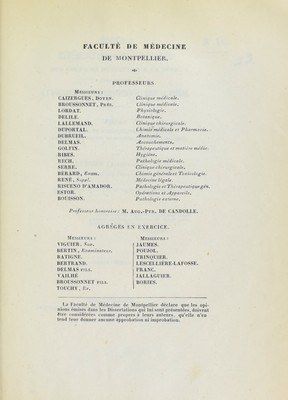 FACULTÉ DE MÉDECINE
DE MONTPELLIER.
PROFESSEURS.
MESSIEURS :
CAIZERGUES, DOYEN. Clinique médicale.
BROUSSONNET, PRÉS. Clinique médicale.
LORDAT. Physiologie.
DELILE. Botanique.
LALLEMAND. Clinique chirurgicale.
DUPORTAL. Chimie médicale et Pharmacie.
DUBRUEIL. Anatomie.
DELMAS. Accouchements.
GOLFIN. Thérapeutique et matière médic.
RIBES. Hygiène.
RECH. Pathologie médicale.
SERRE. Clinique chirurgicale.
BÉRARD, Exam. Chimie générale et Toxicologie.
RENÉ, Suppl. Médecine légale.
RISUENO D'AMADOR. Pathologie et Thérapeutique gén.
ESTOR. Opérations et Appareils.
BOUISSON. Pathologie externe.
Professeur honoraire : M. AUG.-PYR. DE CANDOLLE.
AGRÉGÉS EN EXERCICE.
MESSIEURS :
VIGUIER, Sup.
BERTIN, Examinateur.
BATIGNE.
BERTRAND.
DELMAS FILS.
VAILHÉ
BROUSSONNET FILS.
TOUCHY, Ex.
MESSIEURS :
JAUMES.
POUJOL.
TRINQUIER.
LESCELLIÈRE-LAFOSSE.
FRANC.
JALLAGUIER.
BORIES.
La Faculté de Médecine de Montpellier déclare que les opi-
nions émises dans les Dissertations qui lui sont présentées, doivent
être considérées comme propres à leurs auteurs, qu'elle n'en-
tend leur donner aucune approbation ni improbation.